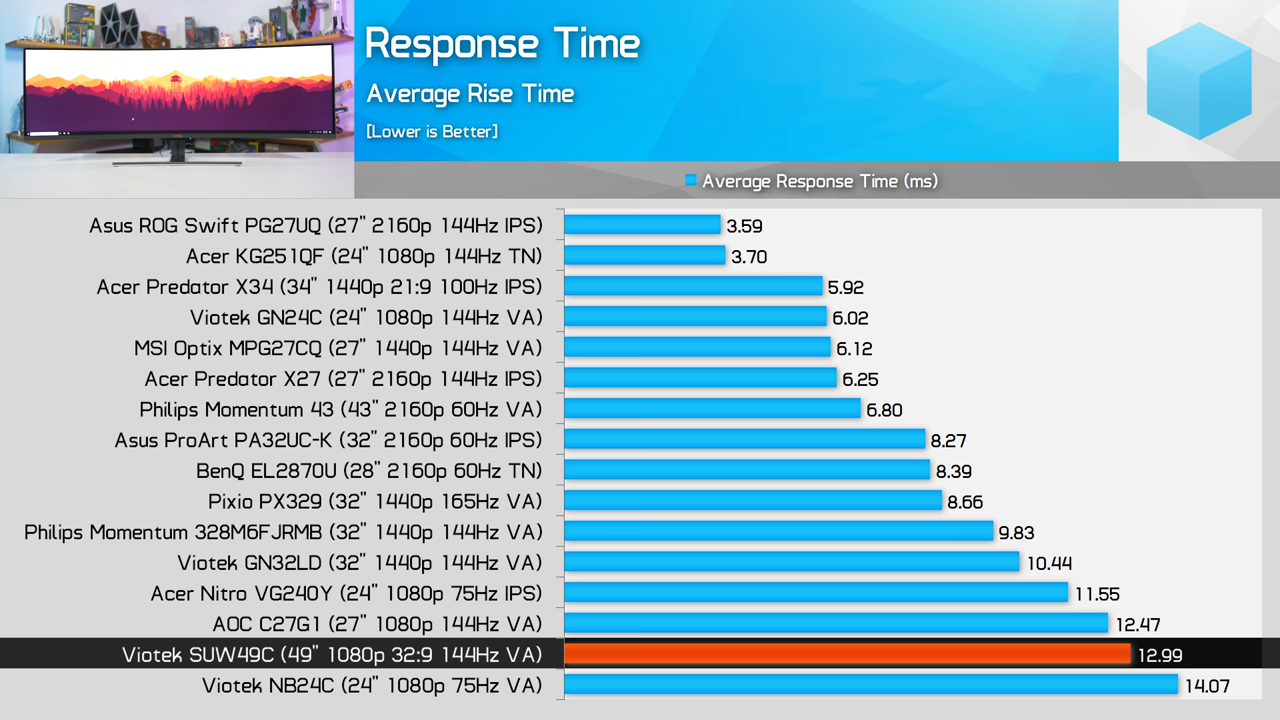 Response Time
Average Rise Time
[Lower is Better]
Average Response Time (ms)
Asus ROG Swift PG27UQ (27" 2160p 144Hz IPS) 3.59
Acer KG251QF (24" 1080p 144Hz TN) 3.70
Acer Predator X34 (34" 1440p 21:9 100Hz IPS) 5.92
Viotek GN24C (24" 1080p 144Hz VA) 6.02
MSI Optix MPG27CQ (27" 1440p 144Hz VA) 6.12
Acer Predator X27 (27" 2160p 144Hz IPS) 6.25
Philips Momentum 43 (43" 2160p 60Hz VA) 6.80
Asus ProArt PA32UC-K (32" 2160p 60Hz IPS) 8.27
BenQ EL2870U (28" 2160p 60Hz TN) 8.39
Pixio PX329 (32" 1440p 165Hz VA) 8.66
Philips Momentum 328M6FJRMB (32" 1440p 144Hz VA) 9.83
Viotek GN32LD (32" 1440p 144Hz VA) 10.44
Acer Nitro VG240Y (24" 1080p 75Hz IPS) 11.55
AOC C27G1 (27" 1080p 144Hz VA) 12.47
Viotek SUW49C (49" 1080p 32:9 144Hz VA) 12.99
Viotek NB24C (24" 1080p 75Hz VA) 14.07